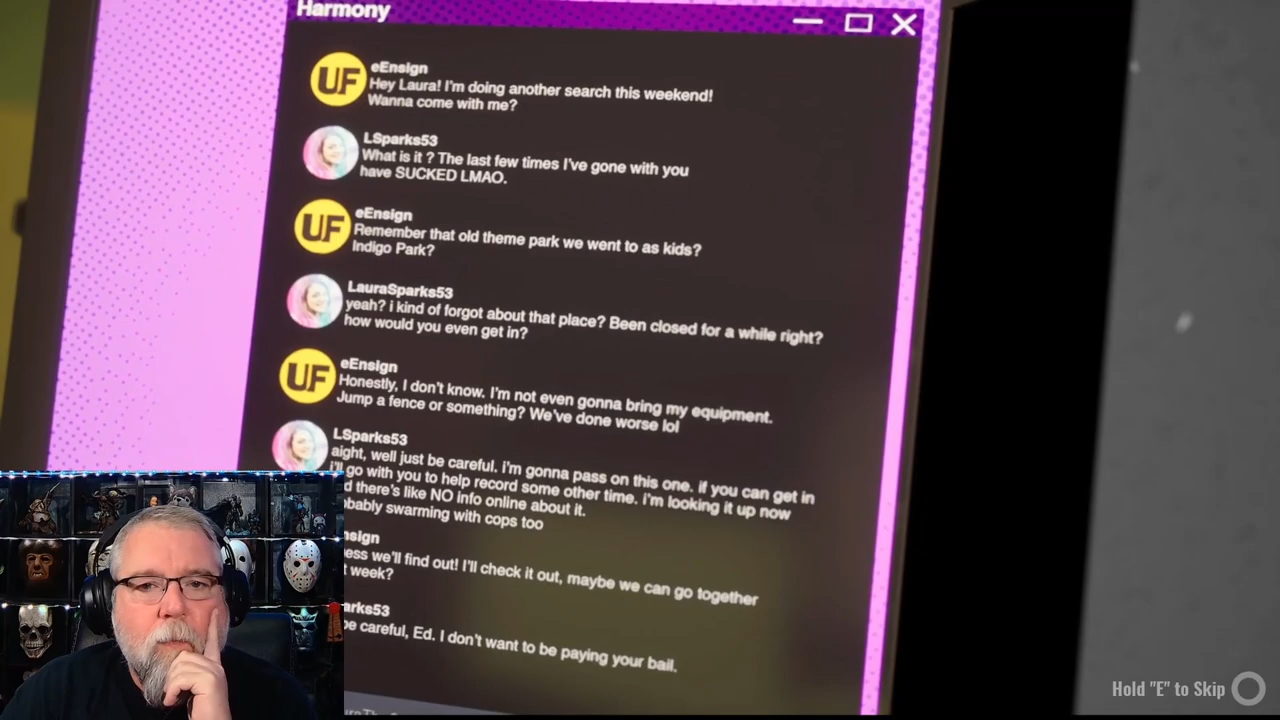 Harmony
UF
eEnsign
Hey Laura! I'm doing another search this weekend!
Wanna come with me?
LSparks53
What is it ? The last few times I've gone with you
have SUCKED LMAO.
UF
eEnsign
Remember that old theme park we went to as kids?
Indigo Park?
LauraSparks53
yeah? i kind of forgot about that place? Been closed for a while right?
how would you even get in?
UF
eEnsign
Honestly, I don't know. I'm not even gonna bring my equipment.
Jump a fence or something? We've done worse lol
LSparks53
aight, well just be careful. i'm gonna pass on this one. if you can get in
i'll go with you to help record some other time. i'm looking it up now
there's like NO info online about it.
swarming with cops too
we'll find out! I'll check it out, maybe we can go together
week?
be careful, Ed. I don't want to be paying your bail.
Hold "E" to Skip